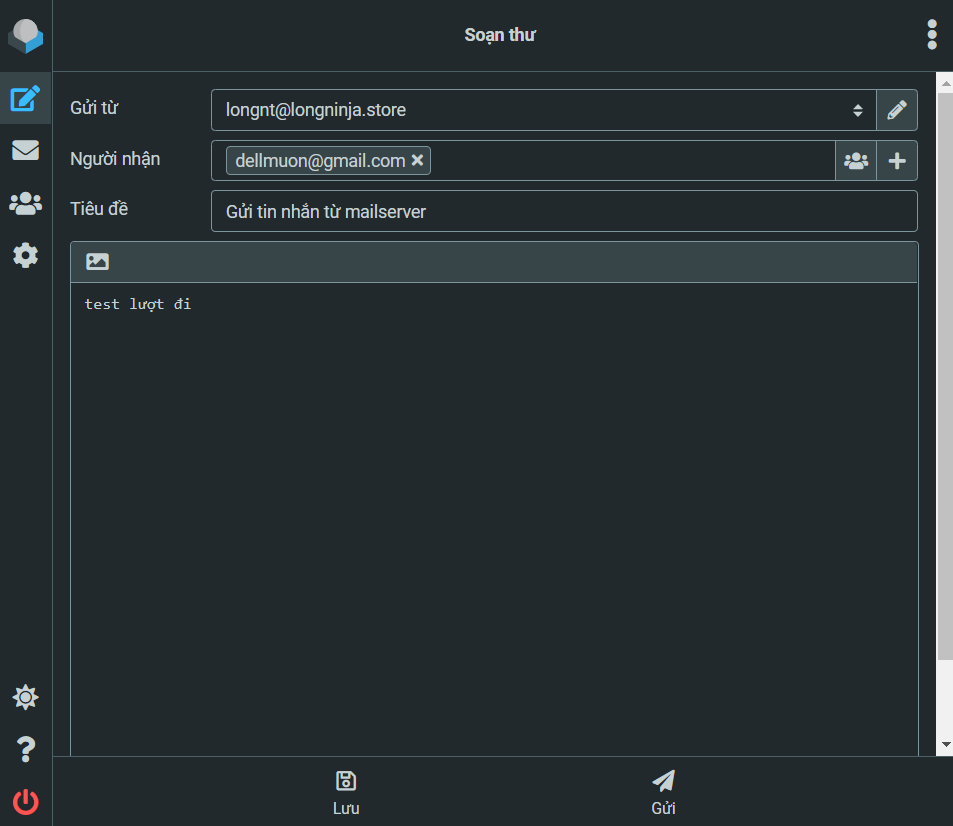 Soạn thư
Gửi từ
longnt@longninja.store
Người nhận
dellmuon@gmail.com
Tiêu đề
Gửi tin nhắn từ mailserver
test lượt đi
Lưu
Gửi